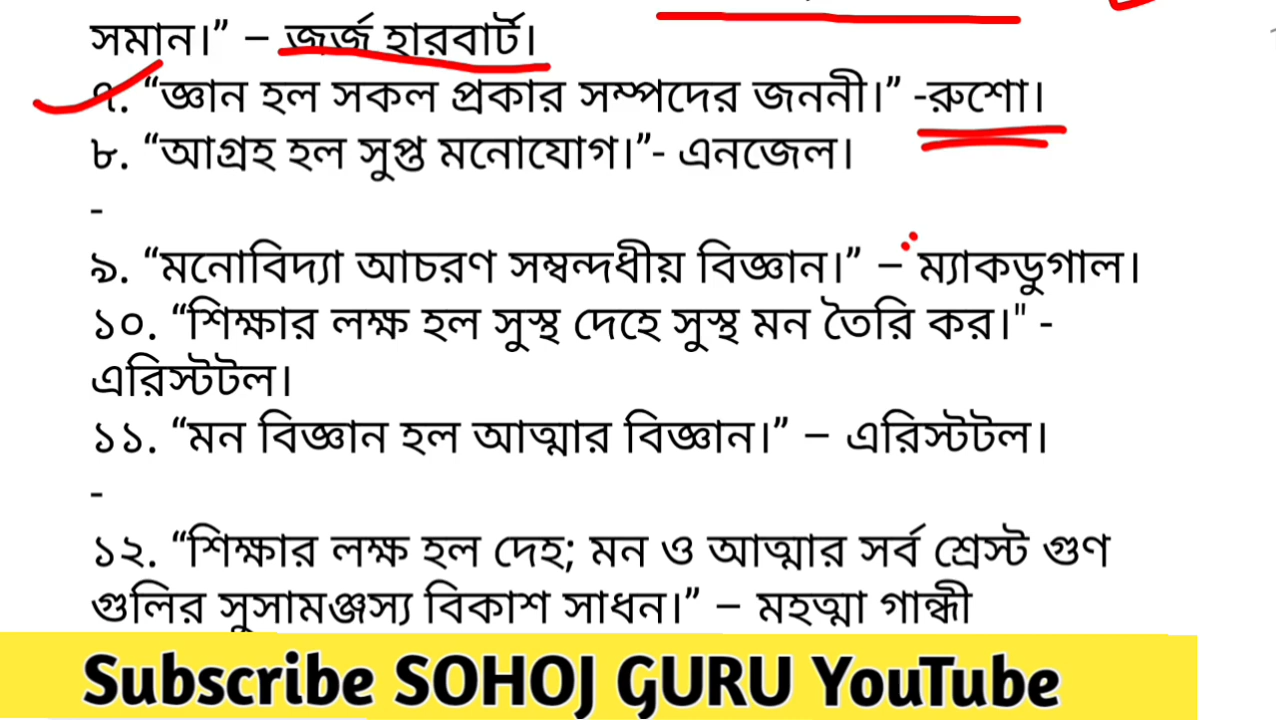 সমান।” – জর্জ হারবার্ট।
৭. “জ্ঞান হল সকল প্রকার সম্পদের জননী।” -রুশো।
৮. “আগ্রহ হল সুপ্ত মনোযোগ।”- এনজেল।
-
৯. “মনোবিদ্যা আচরণ সম্বন্দধীয় বিজ্ঞান।” – ম্যাকডুগাল।
১০. “শিক্ষার লক্ষ হল সুস্থ দেহে সুস্থ মন তৈরি কর।" -
এরিস্টটল।
১১. “মন বিজ্ঞান হল আত্মার বিজ্ঞান।” – এরিস্টটল।
-
১২. “শিক্ষার লক্ষ হল দেহ; মন ও আত্মার সর্ব শ্রেস্ট গুণ
গুলির সুসামঞ্জস্য বিকাশ সাধন।” – মহত্মা গান্ধী
Subscribe SOHOJ GURU YouTube